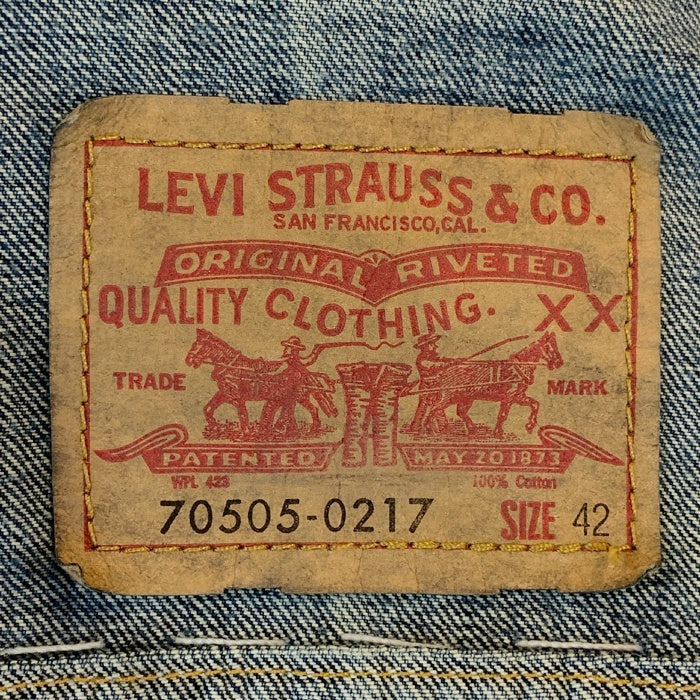 LEVI STRAUSS & CO.
SAN FRANCISCO, CAL.
ORIGINAL RIVETED
QUALITY CLOTHING. XX
TRADE MARK
PATENTED MAY 20 1873
WPL 423 100% Cotton
70505-0217 SIZE 42